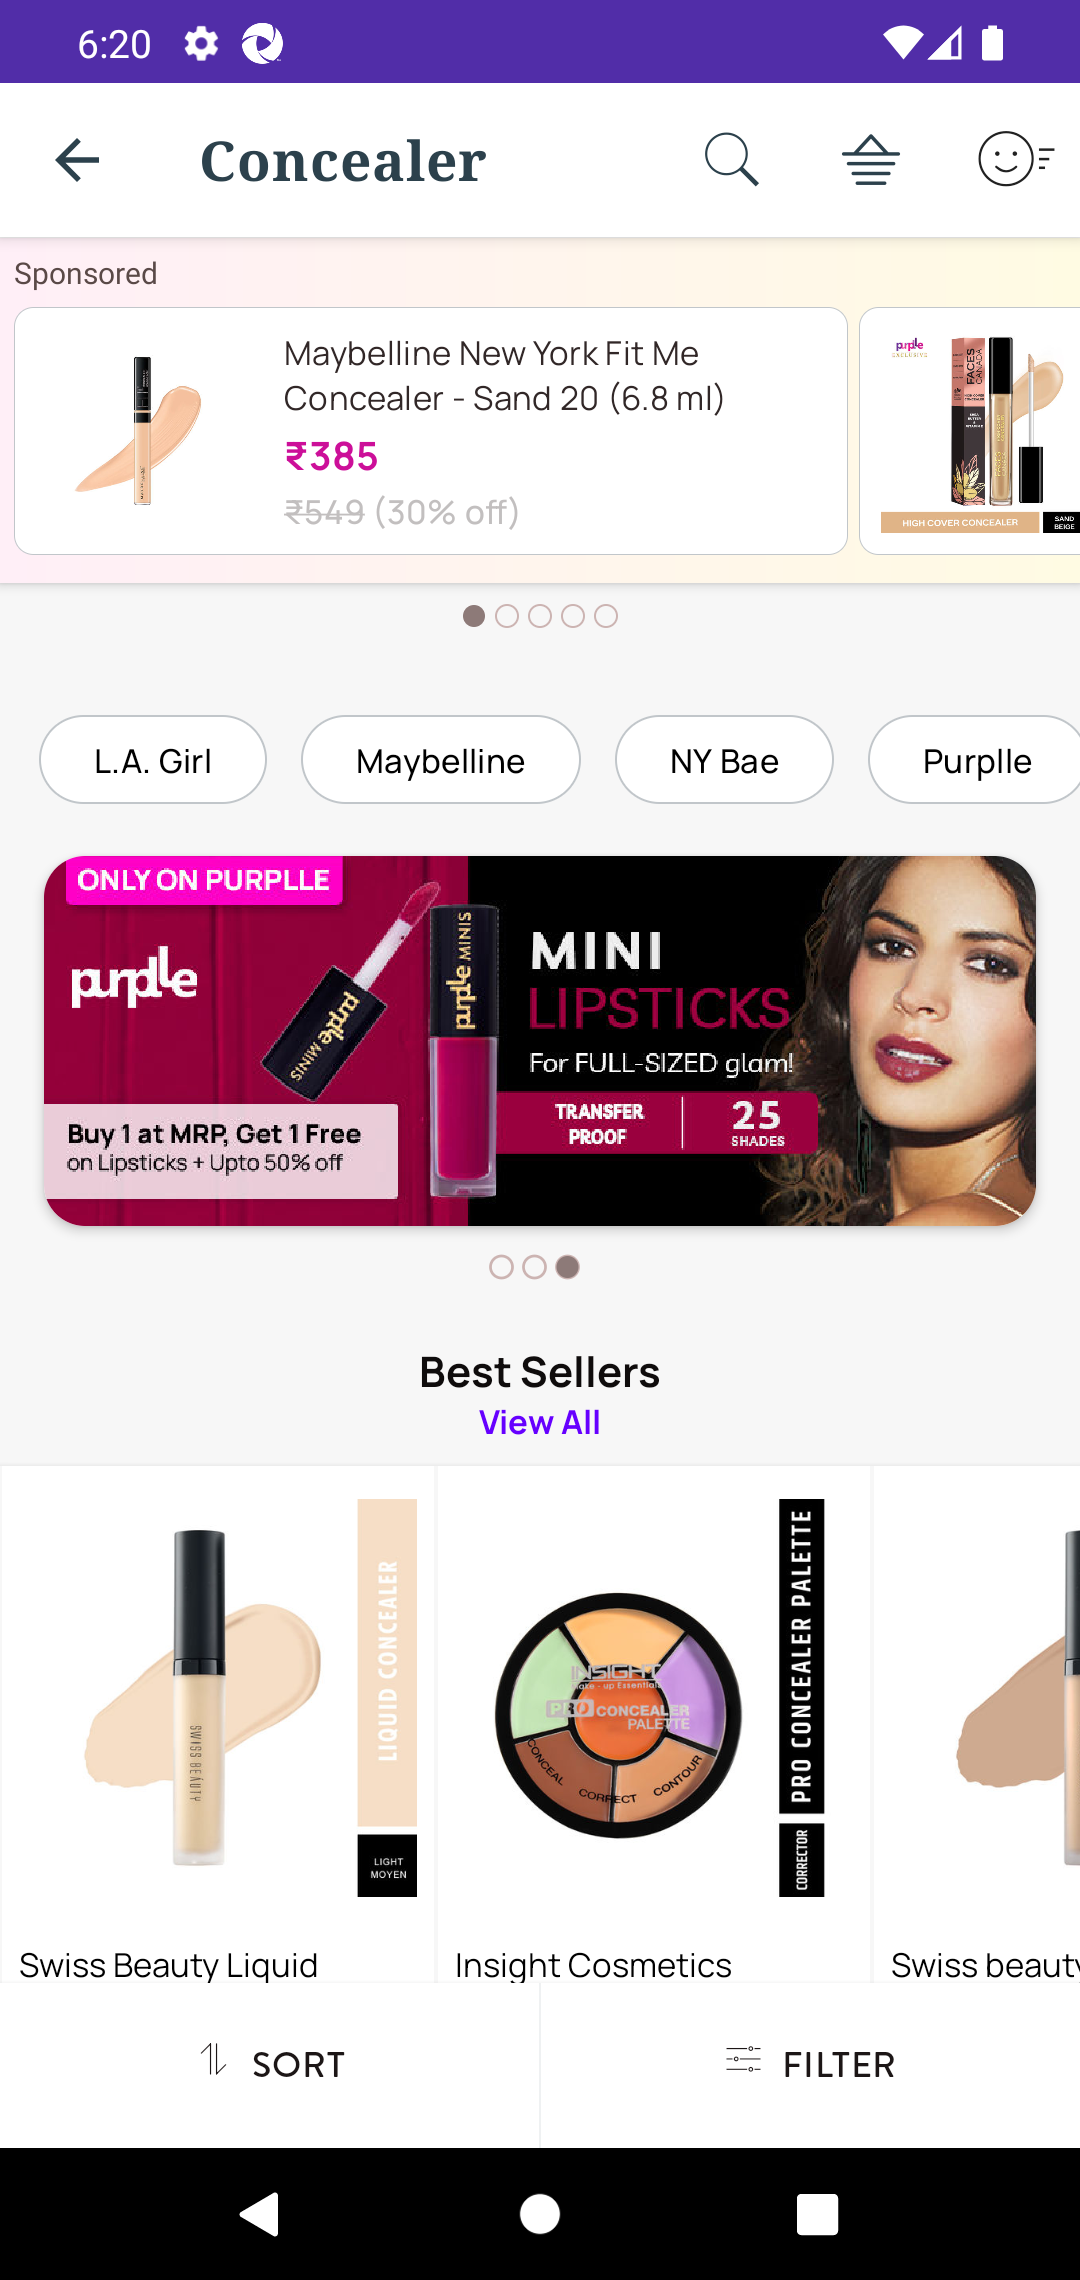 6:20
Concealer
Sponsored
Maybelline New York Fit Me
Concealer - Sand 20 (6.8 ml)
₹385
₹549 (30% off)
purplle
EXCLUSIVE
FACES
CANADA
HIGH COVER CONCEALER
SAND
BEIGE
L.A. Girl
Maybelline
NY Bae
Purplle
ONLY ON PURPLLE
purplle
purplle MINIS
purplle MINIS
MINI
LIPSTICKS
For FULL-SIZED glam!
TRANSFER
PROOF
25
SHADES
Buy 1 at MRP, Get 1 Free
on Lipsticks + Upto 50% off
Best Sellers
View All
SWISS BEAUTY
LIQUID CONCEALER
LIGHT
MOYEN
INSIGHT
Make - up Essentials
PRO CONCEALER
PALETTE
CONCEAL
CORRECT
CONTOUR
PRO CONCEALER PALETTE
CORRECTOR
Swiss Beauty Liquid
Insight Cosmetics
Swiss beauty
SORT
FILTER